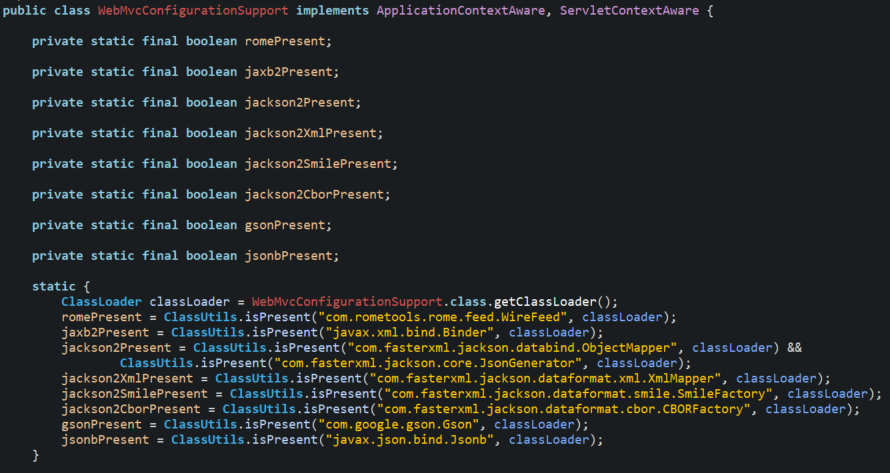 public class WebMvcConfigurationSupport implements ApplicationContextAware, ServletContextAware {
private static final boolean romePresent;
private static final boolean jaxb2Present;
private static final boolean jackson2Present;
private static final boolean jackson2XmlPresent;
private static final boolean jackson2SmilePresent;
private static final boolean jackson2CborPresent;
private static final boolean gsonPresent;
private static final boolean jsonbPresent;
static {
ClassLoader classLoader = WebMvcConfigurationSupport.class.getClassLoader();
romePresent = ClassUtils.isPresent("com.rometools.rome.feed.WireFeed", classLoader);
jaxb2Present = ClassUtils.isPresent("javax.xml.bind.Binder", classLoader);
jackson2Present = ClassUtils.isPresent("com.fasterxml.jackson.databind.ObjectMapper", classLoader) &&
ClassUtils.isPresent("com.fasterxml.jackson.core.JsonGenerator", classLoader);
jackson2XmlPresent = ClassUtils.isPresent("com.fasterxml.jackson.dataformat.xml.XmlMapper", classLoader);
jackson2SmilePresent = ClassUtils.isPresent("com.fasterxml.jackson.dataformat.smile.SmileFactory", classLoader);
jackson2CborPresent = ClassUtils.isPresent("com.fasterxml.jackson.dataformat.cbor.CBORFactory", classLoader);
gsonPresent = ClassUtils.isPresent("com.google.gson.Gson", classLoader);
jsonbPresent = ClassUtils.isPresent("javax.json.bind.Jsonb", classLoader);
}